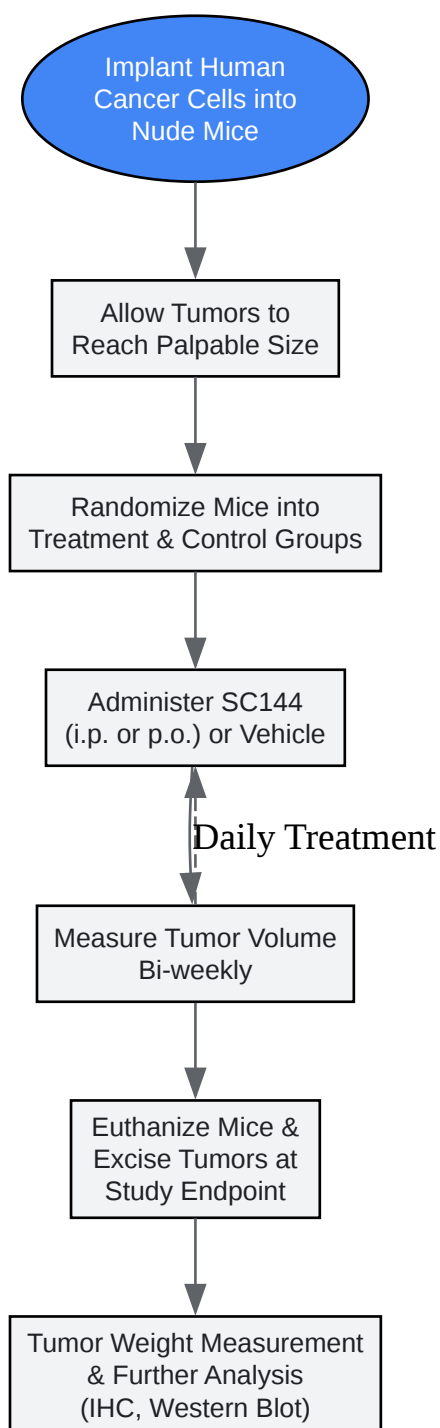 Implant Human
Cancer Cells into
Nude Mice
Allow Tumors to
Reach Palpable Size
Randomize Mice into
Treatment & Control Groups
Administer SC144
(i.p. or p.o.) or Vehicle
Daily Treatment
Measure Tumor Volume
Bi-weekly
Euthanize Mice &
Excise Tumors at
Study Endpoint
Tumor Weight Measurement
& Further Analysis
(IHC, Western Blot)